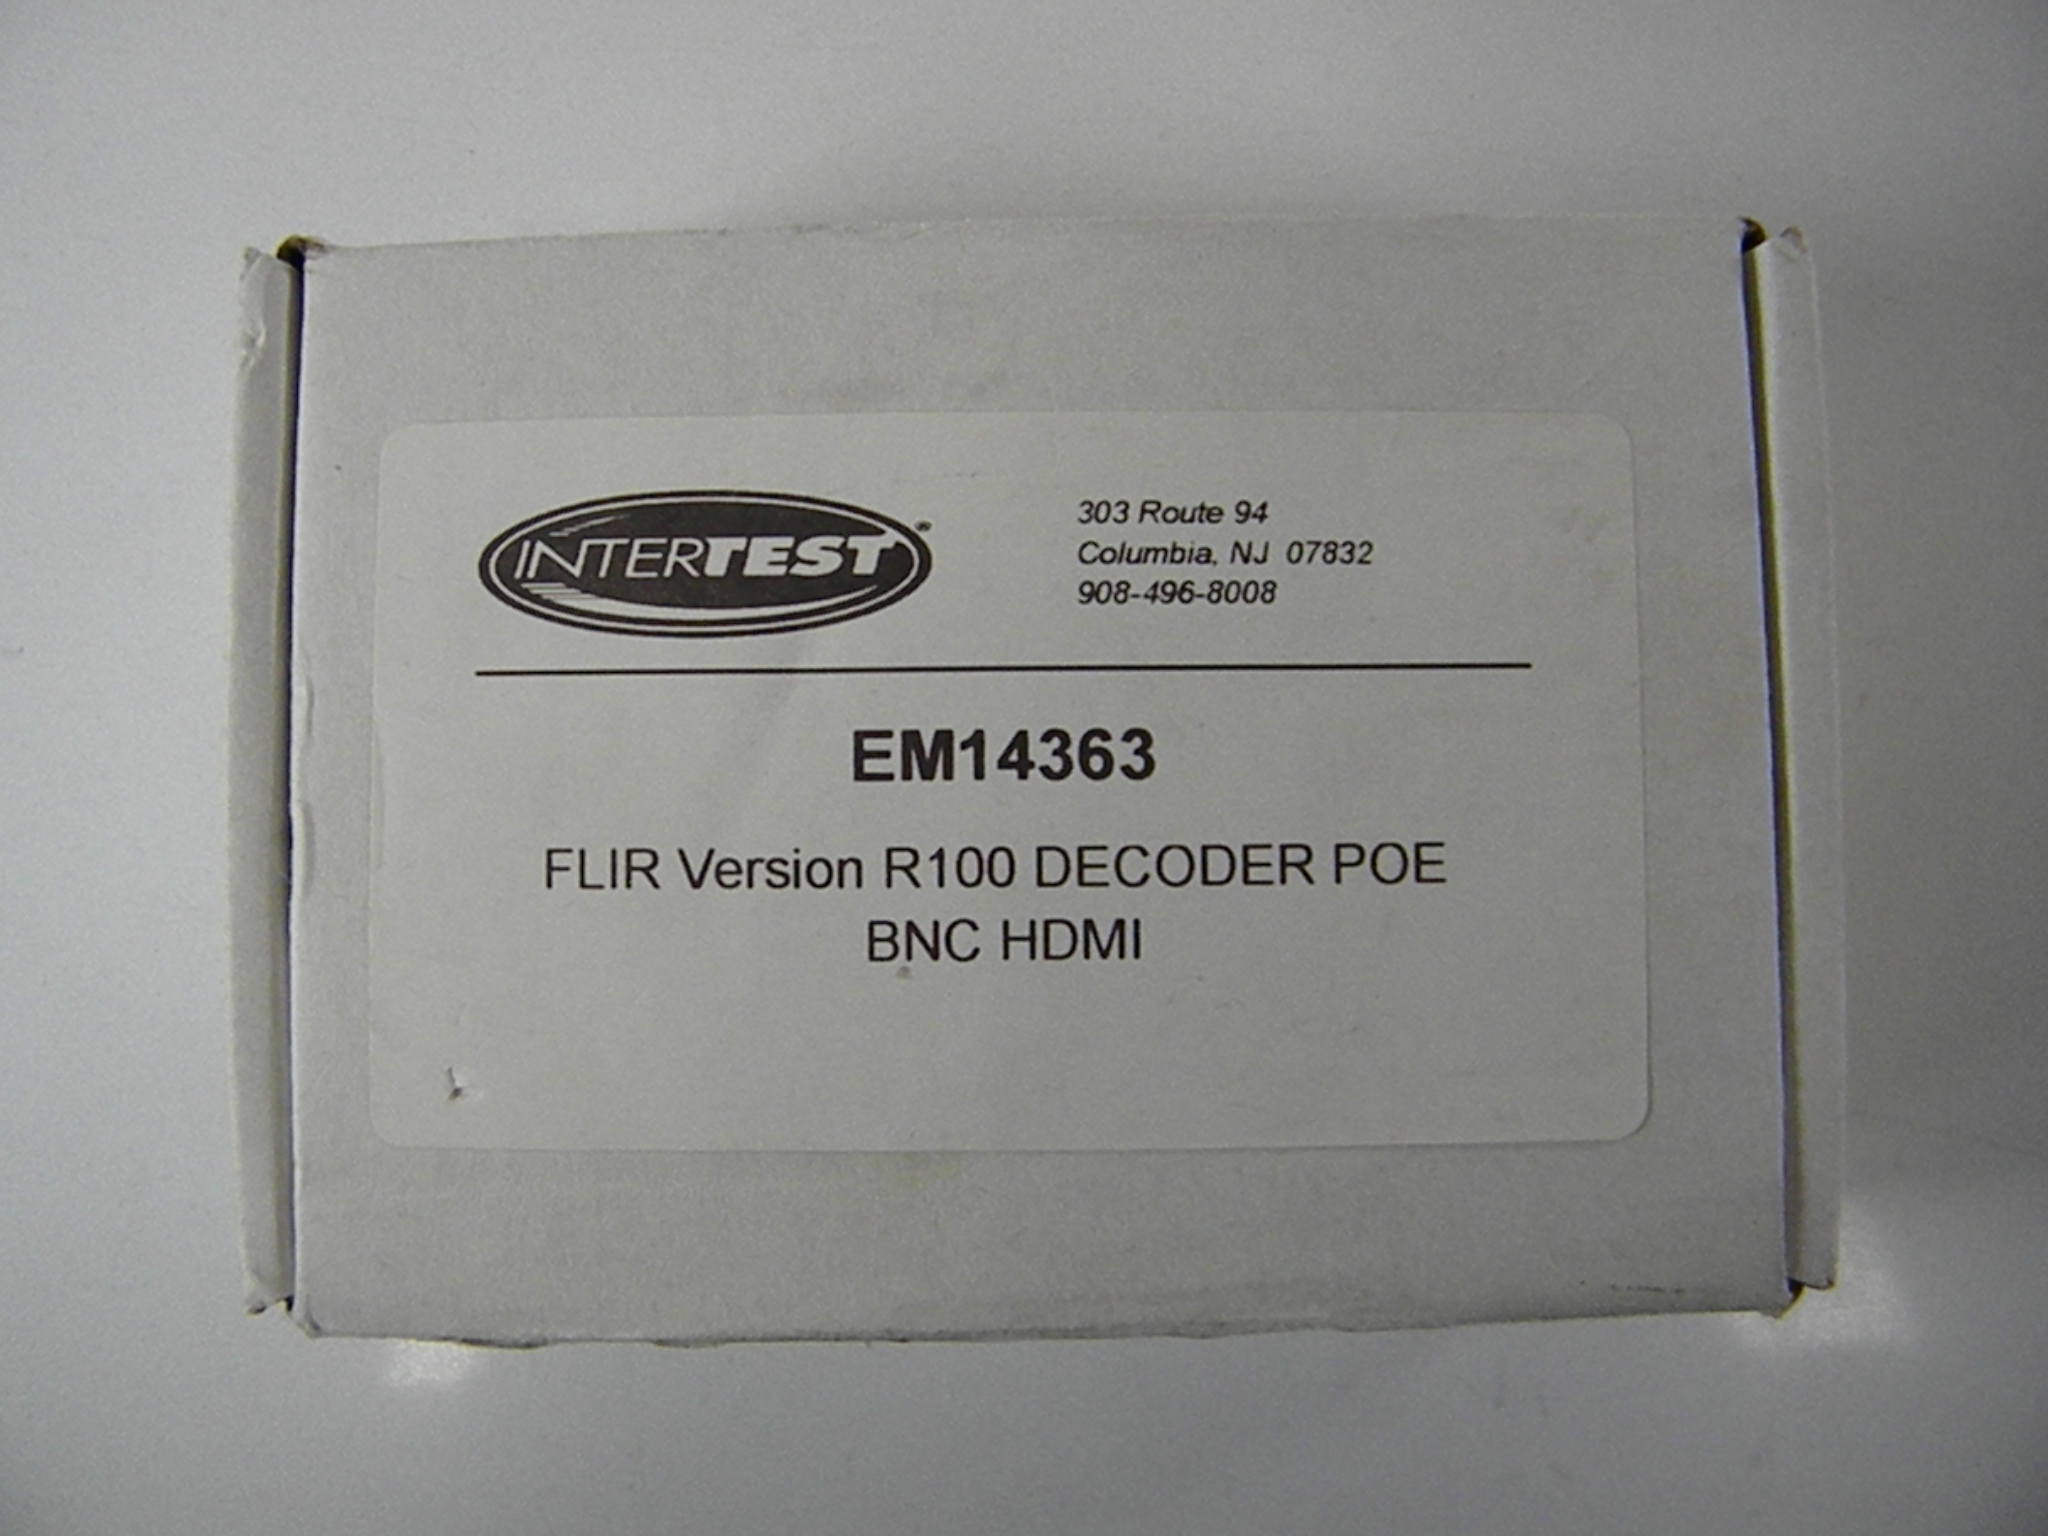 INTERTEST®
303 Route 94
Columbia, NJ 07832
908-496-8008
EM14363
FLIR Version R100 DECODER POE
BNC HDMI